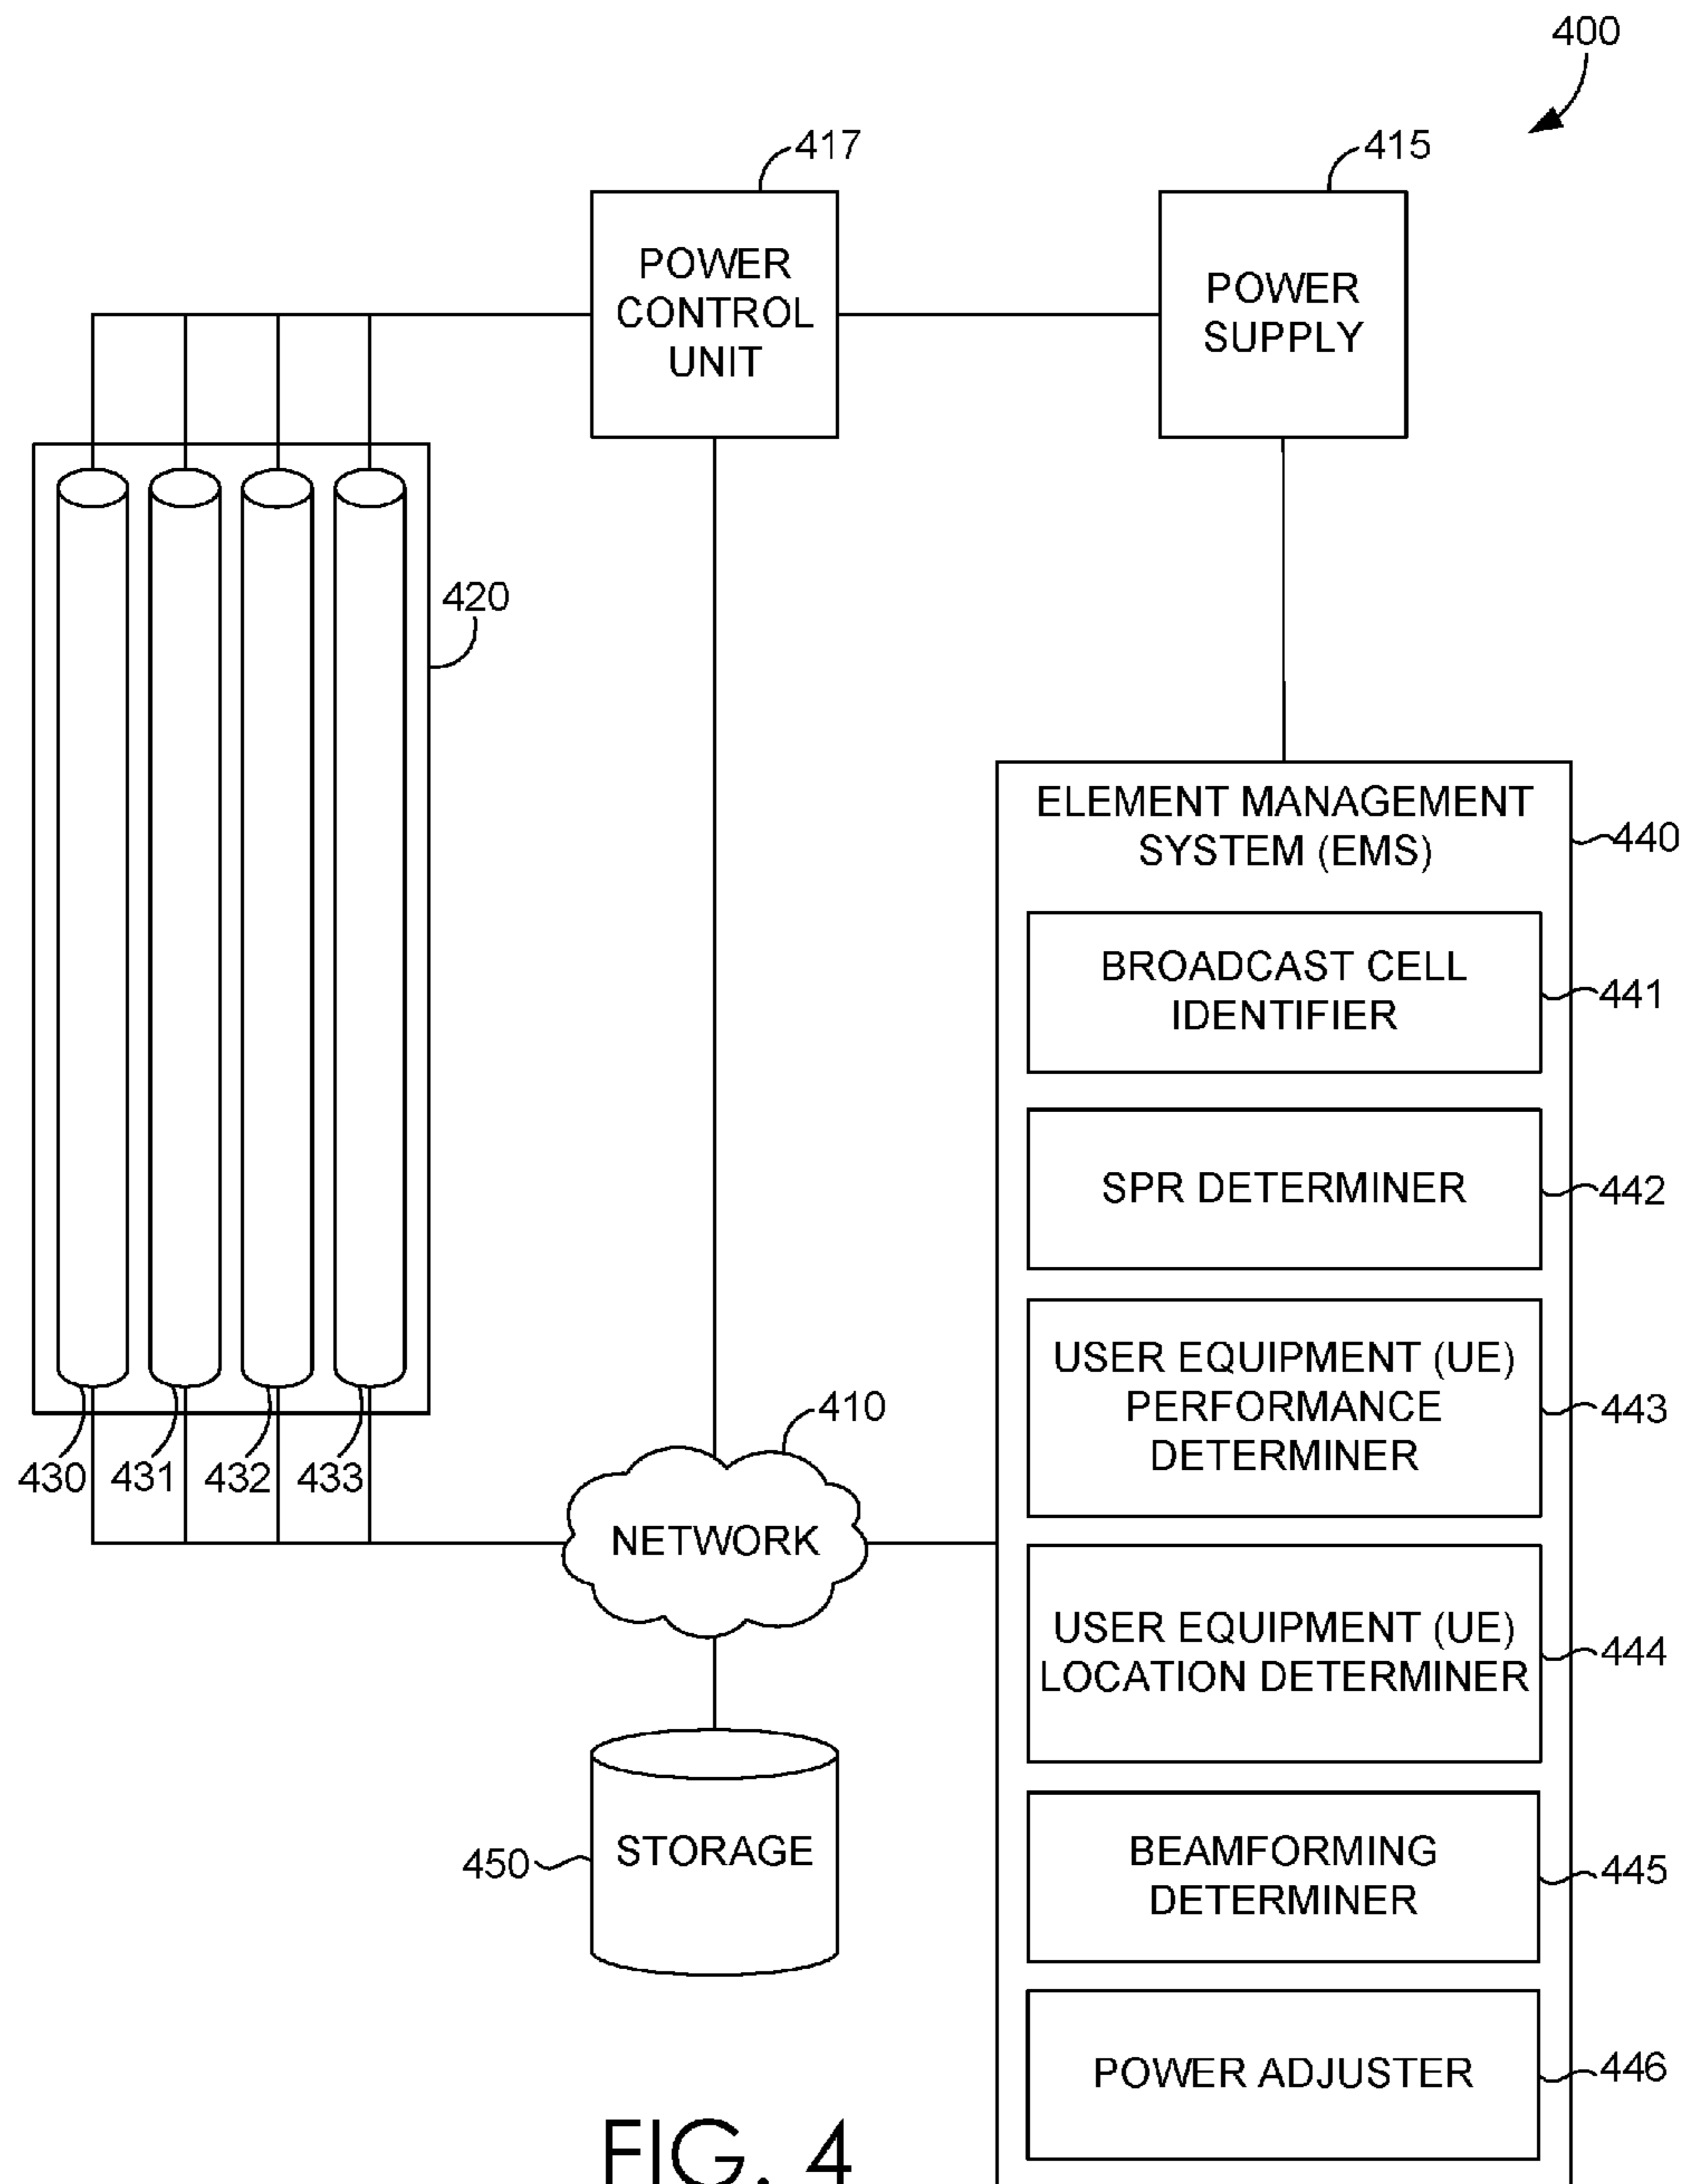 400
417
415
POWER
CONTROL
UNIT
POWER
SUPPLY
420
ELEMENT MANAGEMENT
SYSTEM (EMS)
440
BROADCAST CELL
IDENTIFIER
441
SPR DETERMINER
442
USER EQUIPMENT (UE)
PERFORMANCE
DETERMINER
443
410
430 431 432 433
NETWORK
USER EQUIPMENT (UE)
LOCATION DETERMINER
444
STORAGE
450
BEAMFORMING
DETERMINER
445
POWER ADJUSTER
446
FIG. 4